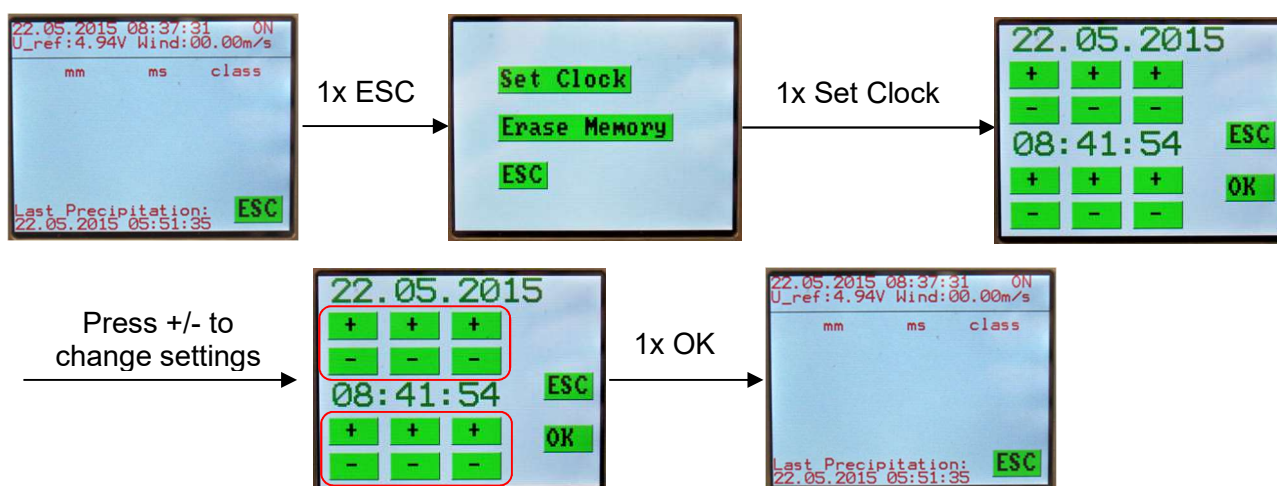 22.05.2015 08:37:31 ON
U_ref:4.94V Wind:00.00m/s
mm ms class
Last Precipitation:
22.05.2015 05:51:35
ESC
1x ESC
Set Clock
Erase Memory
ESC
1x Set Clock
22.05.2015
+ + +
- - -
08:41:54
+ + +
- - -
ESC
OK
Press +/- to
change settings
22.05.2015
+ + +
- - -
08:41:54
+ + +
- - -
ESC
OK
1x OK
22.05.2015 08:37:31 ON
U_ref:4.94V Wind:00.00m/s
mm ms class
Last Precipitation:
22.05.2015 05:51:35
ESC